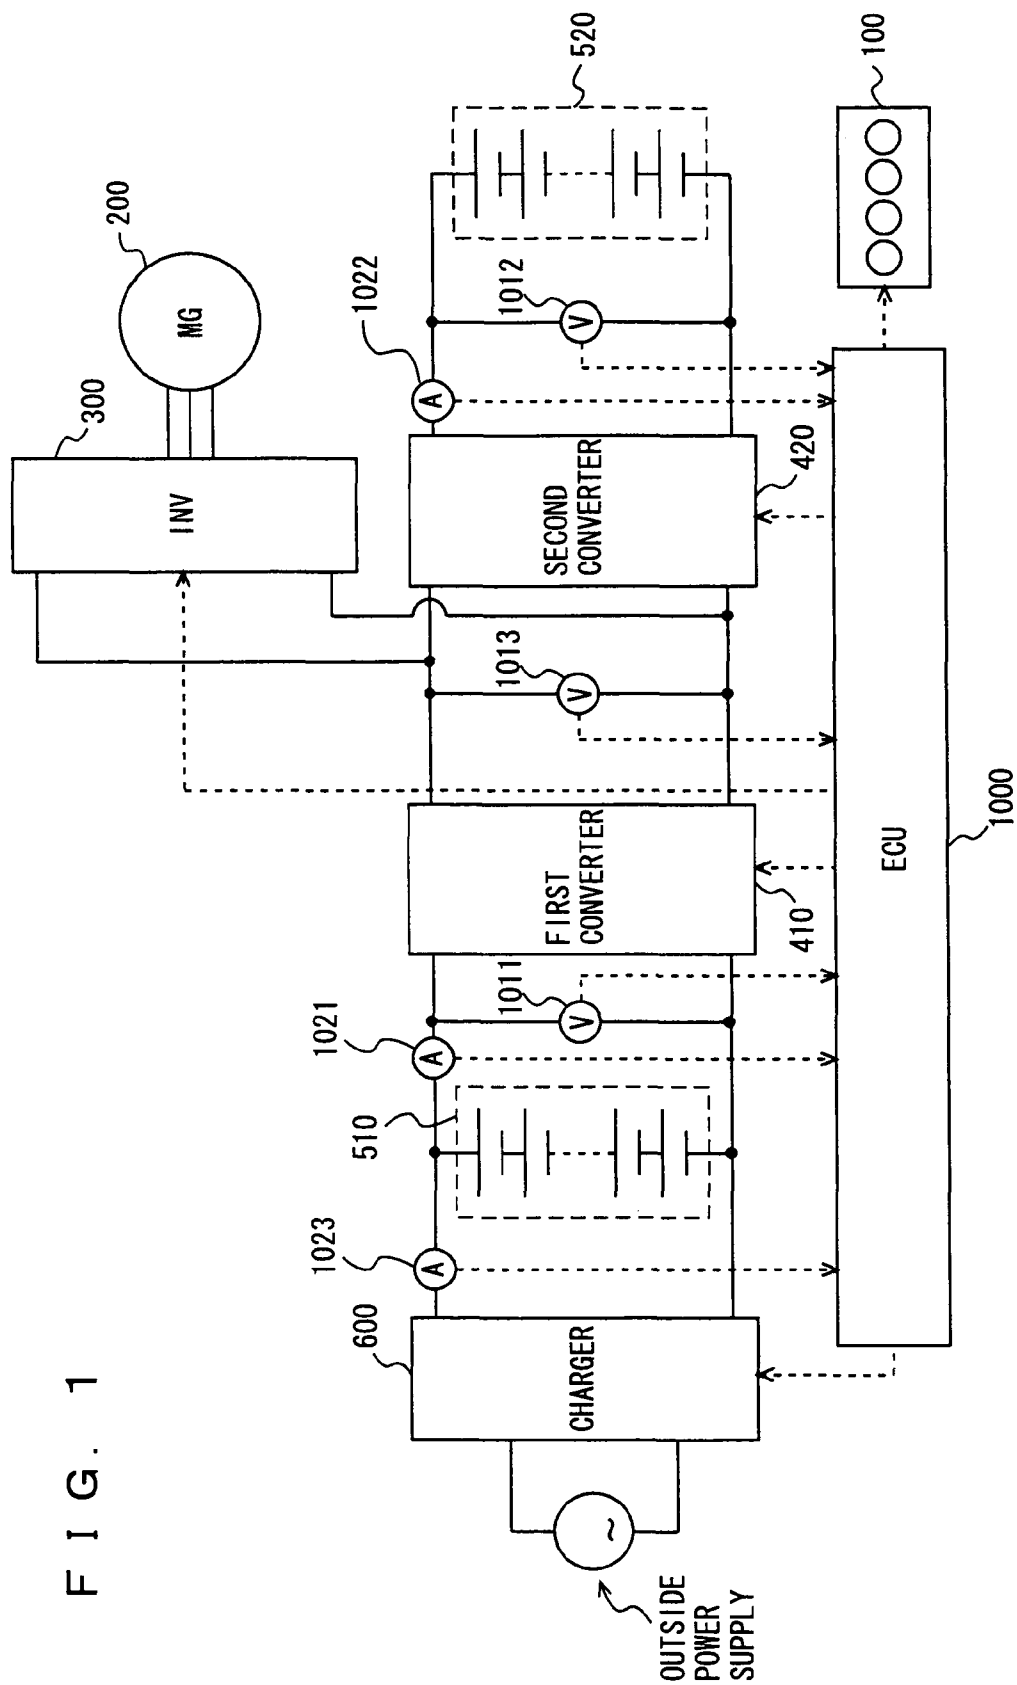 FIG. 1
200
MG
300
INV
1022
520
1012
A
V
SECOND
CONVERTER
420
100
1013
V
FIRST
CONVERTER
410
1021
A
1011
V
510
1023
A
600
CHARGER
~
OUTSIDE
POWER
SUPPLY
ECU
1000